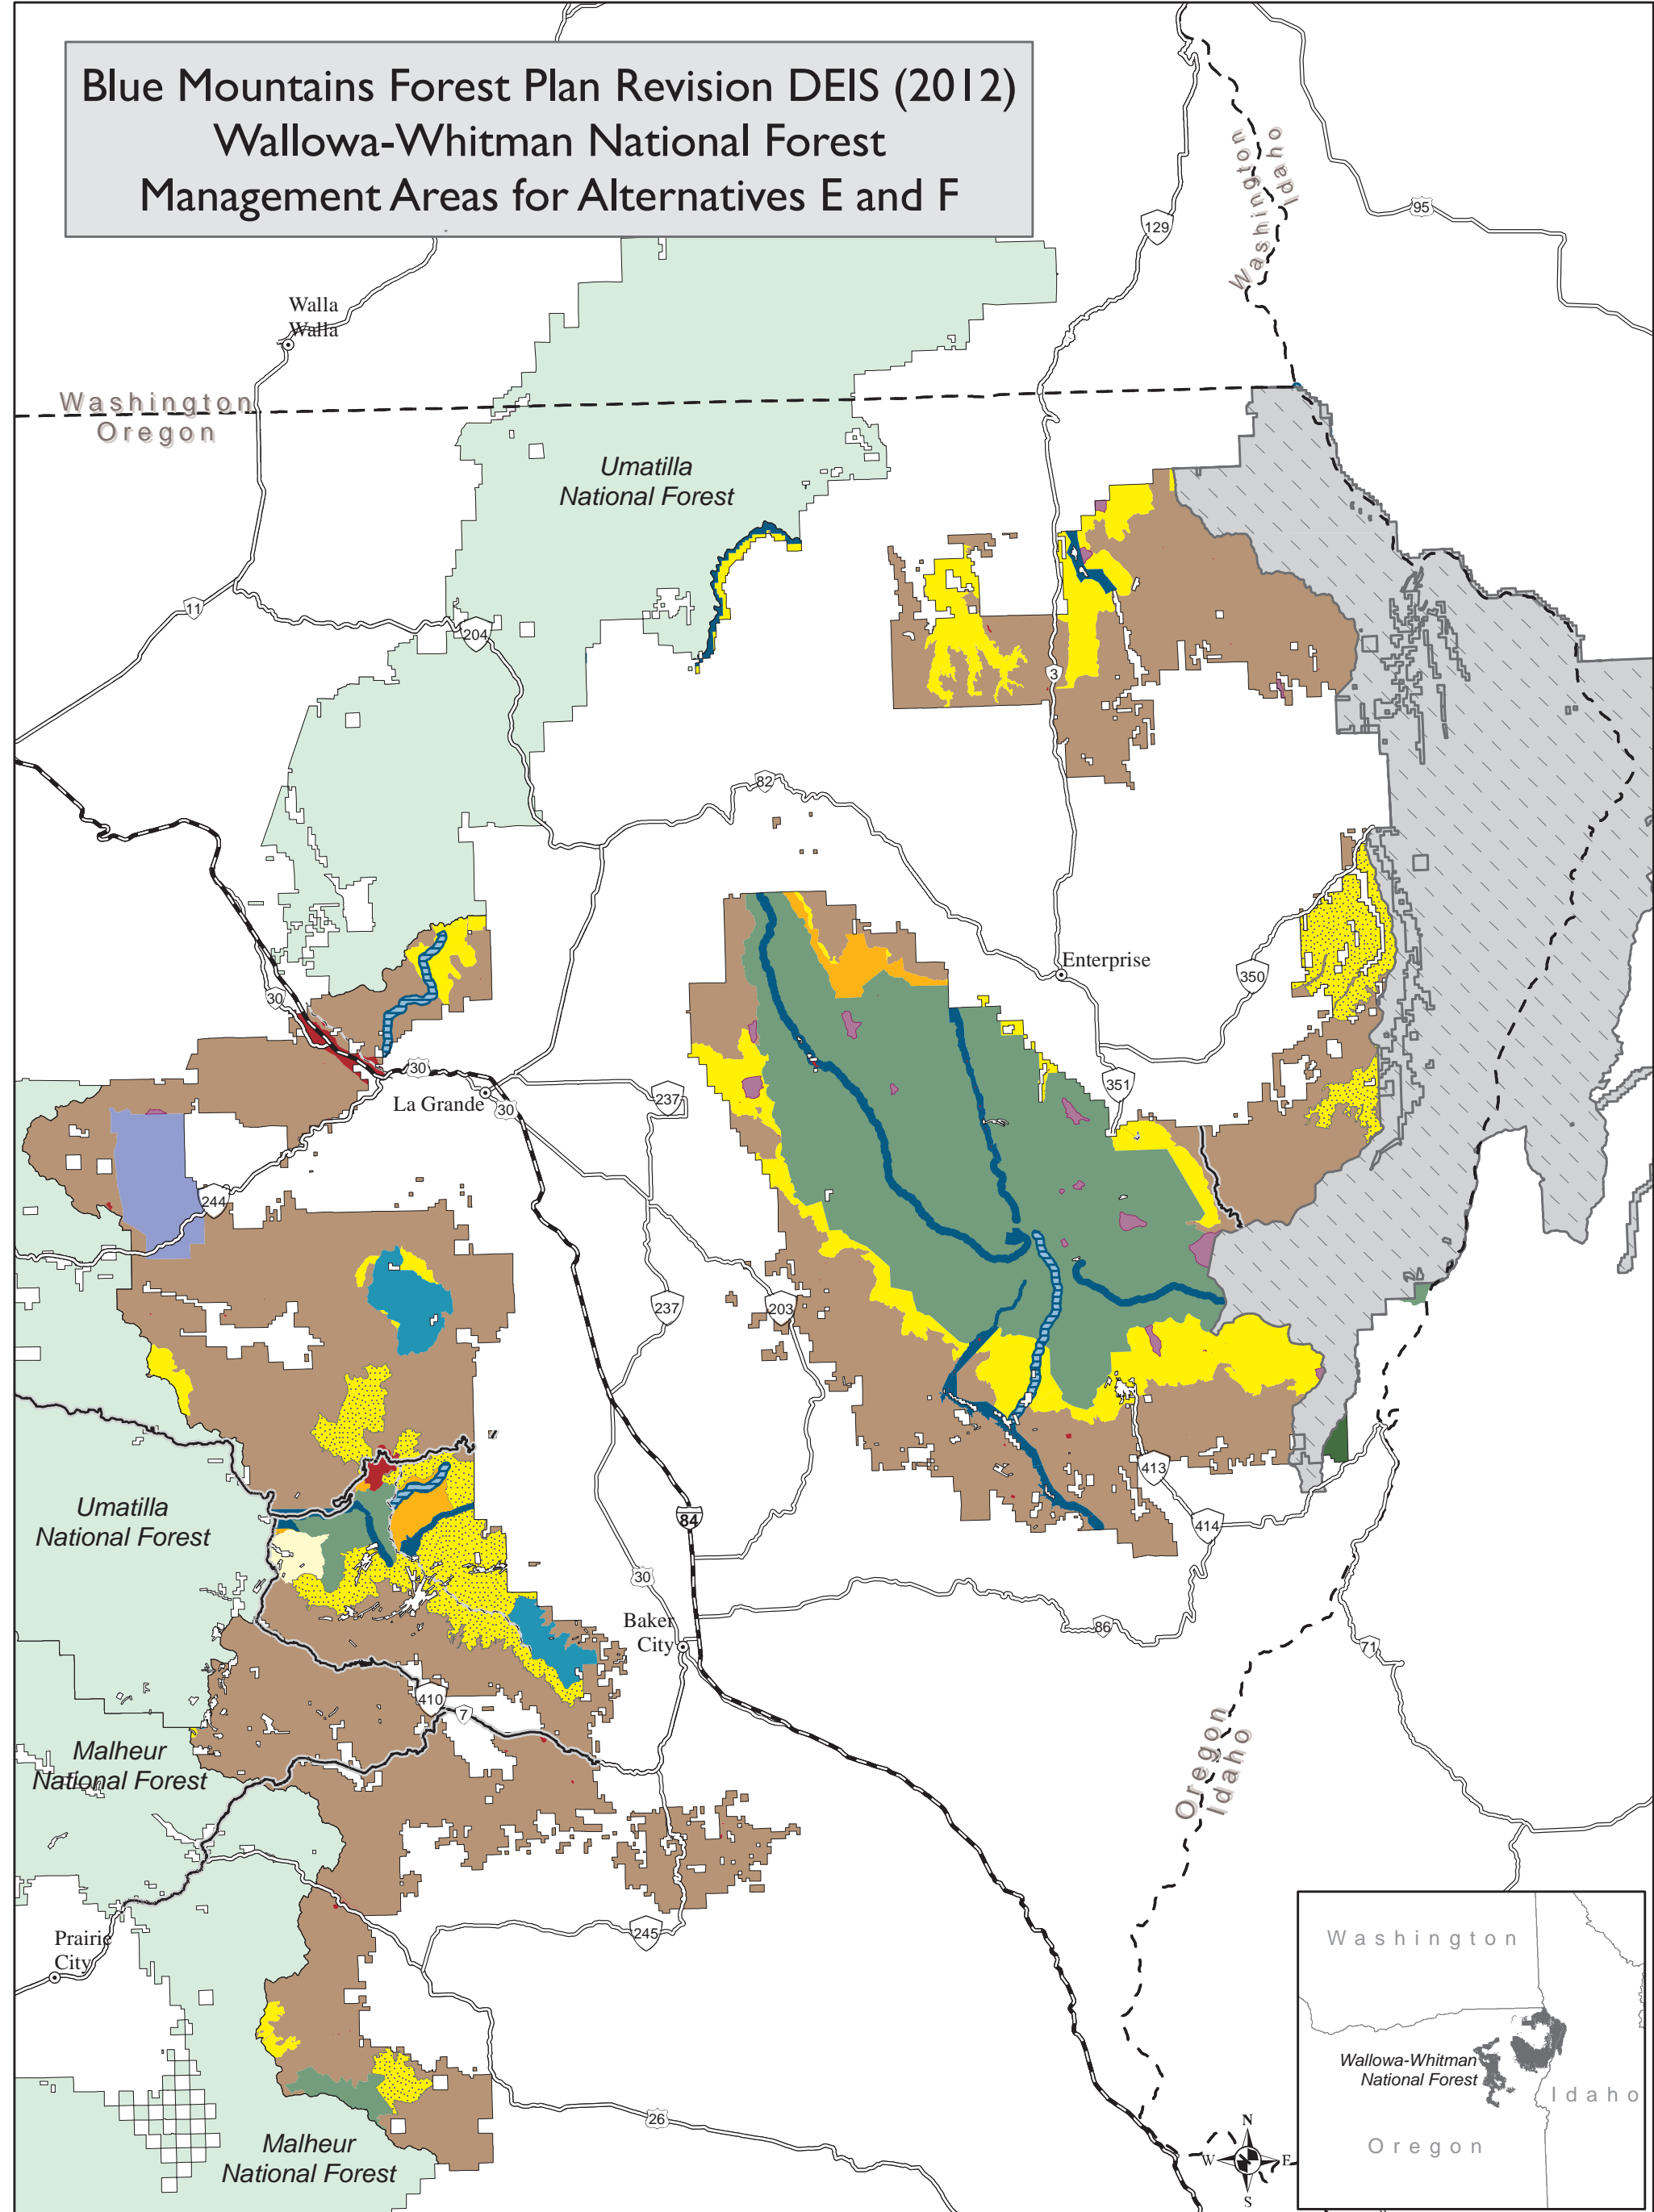 Blue Mountains Forest Plan Revision DEIS (2012)
Wallowa-Whitman National Forest
Management Areas for Alternatives E and F
Washington
Idaho
95
129
Walla
Walla
Washington
Oregon
Umatilla
National Forest
11
204
3
82
Enterprise
350
30
30
La Grande
30
237
351
244
237
203
Umatilla
National Forest
413
414
84
30
Baker
City
86
71
410
7
Malheur
National Forest
Oregon
Idaho
245
Prairie
City
26
Malheur
National Forest
N
W
E
S
Washington
Wallowa-Whitman
National Forest
Idaho
Oregon